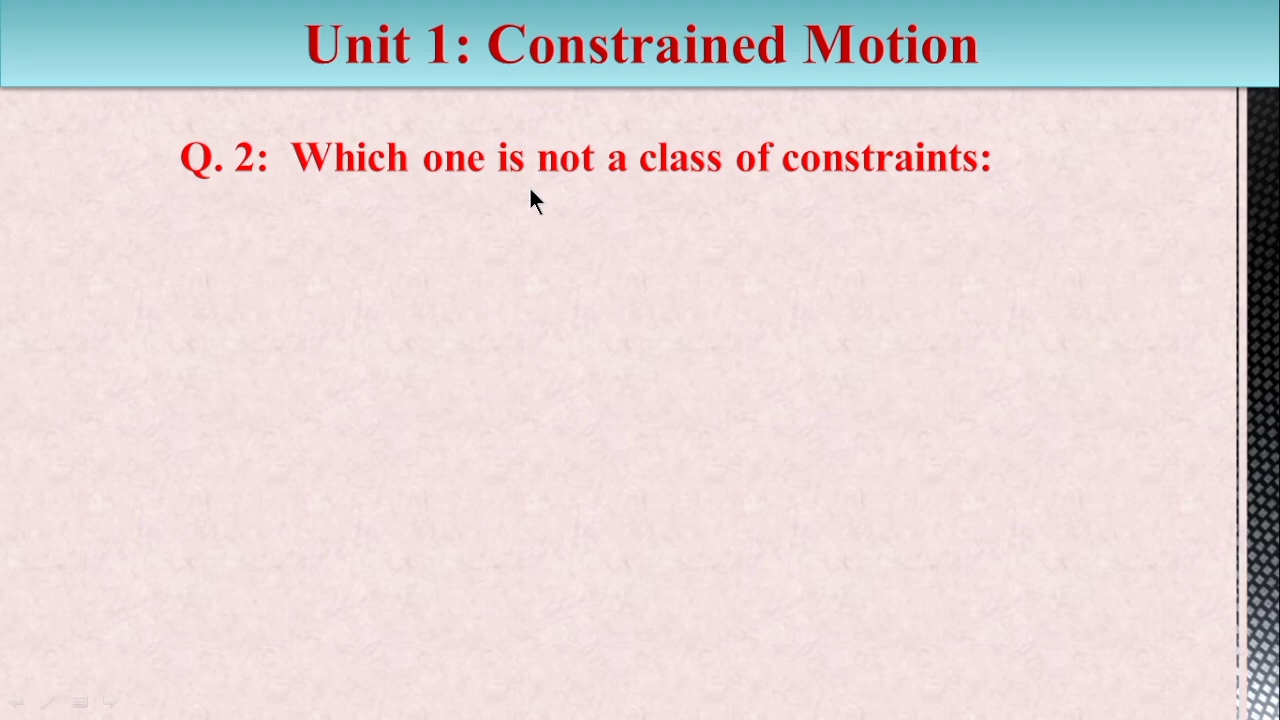 Unit 1: Constrained Motion
Q. 2: Which one is not a class of constraints: